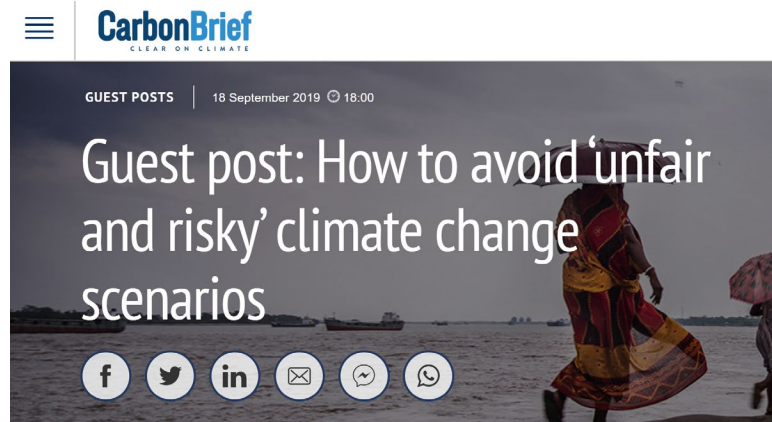 CarbonBrief
CLEAR ON CLIMATE
GUEST POSTS
18 September 2019 18:00
Guest post: How to avoid ‘unfair
and risky’ climate change
scenarios
f
in